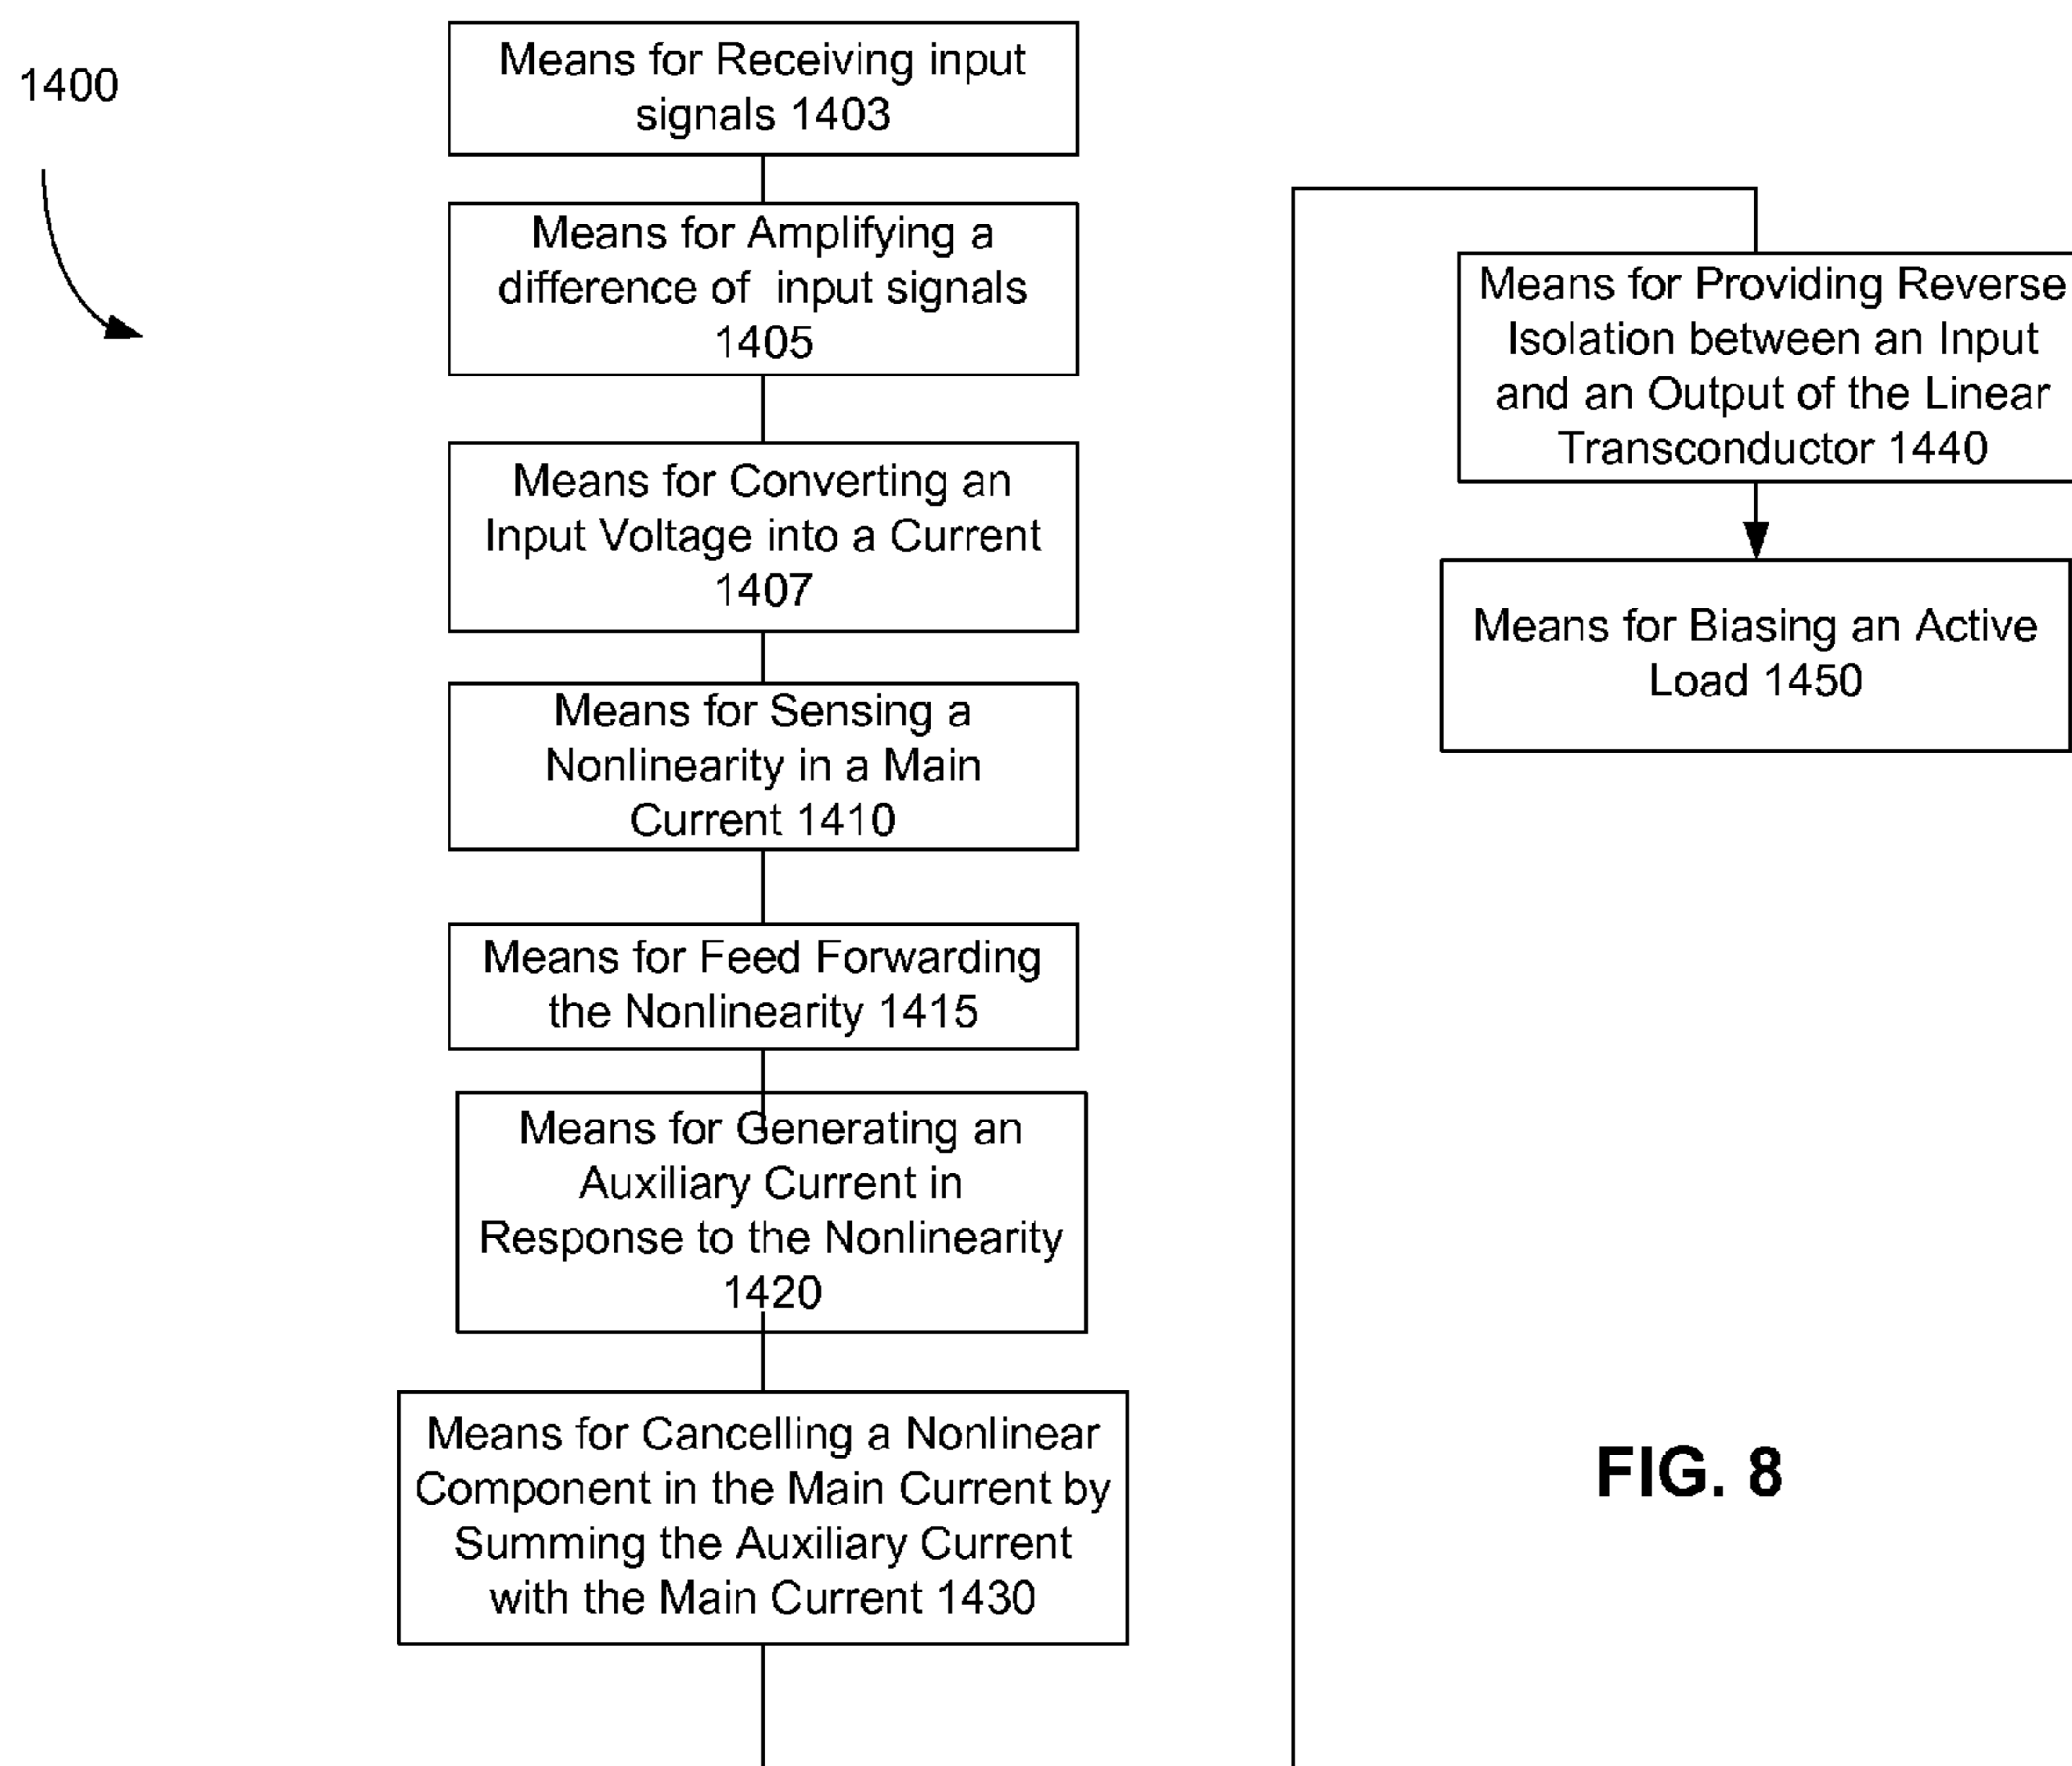 1400
Means for Receiving input
signals 1403
Means for Amplifying a
difference of input signals
1405
Means for Converting an
Input Voltage into a Current
1407
Means for Sensing a
Nonlinearity in a Main
Current 1410
Means for Feed Forwarding
the Nonlinearity 1415
Means for Generating an
Auxiliary Current in
Response to the Nonlinearity
1420
Means for Cancelling a Nonlinear
Component in the Main Current by
Summing the Auxiliary Current
with the Main Current 1430
Means for Providing Reverse
Isolation between an Input
and an Output of the Linear
Transconductor 1440
Means for Biasing an Active
Load 1450
FIG. 8